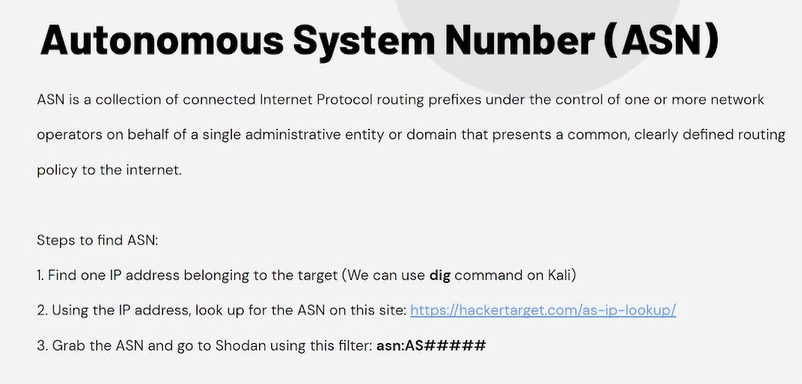 Autonomous System Number (ASN)
ASN is a collection of connected Internet Protocol routing prefixes under the control of one or more network
operators on behalf of a single administrative entity or domain that presents a common, clearly defined routing
policy to the internet.
Steps to find ASN:
1. Find one IP address belonging to the target (We can use dig command on Kali)
2. Using the IP address, look up for the ASN on this site: https://hackertarget.com/as-ip-lookup/
3. Grab the ASN and go to Shodan using this filter: asn:AS#####